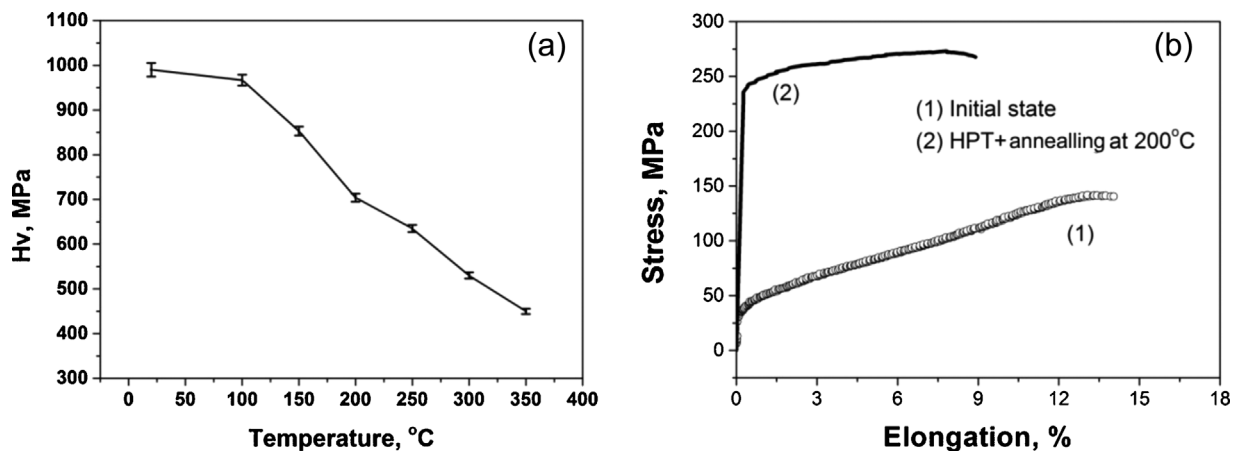 (a)
1100
1000
900
800
700
600
500
400
300
Hv, MPa
0 50 100 150 200 250 300 350 400
Temperature, °C
(b)
300
250
200
150
100
50
0
Stress, MPa
(2)
(1) Initial state
(2) HPT+annealling at 200°C
(1)
0 3 6 9 12 15 18
Elongation, %